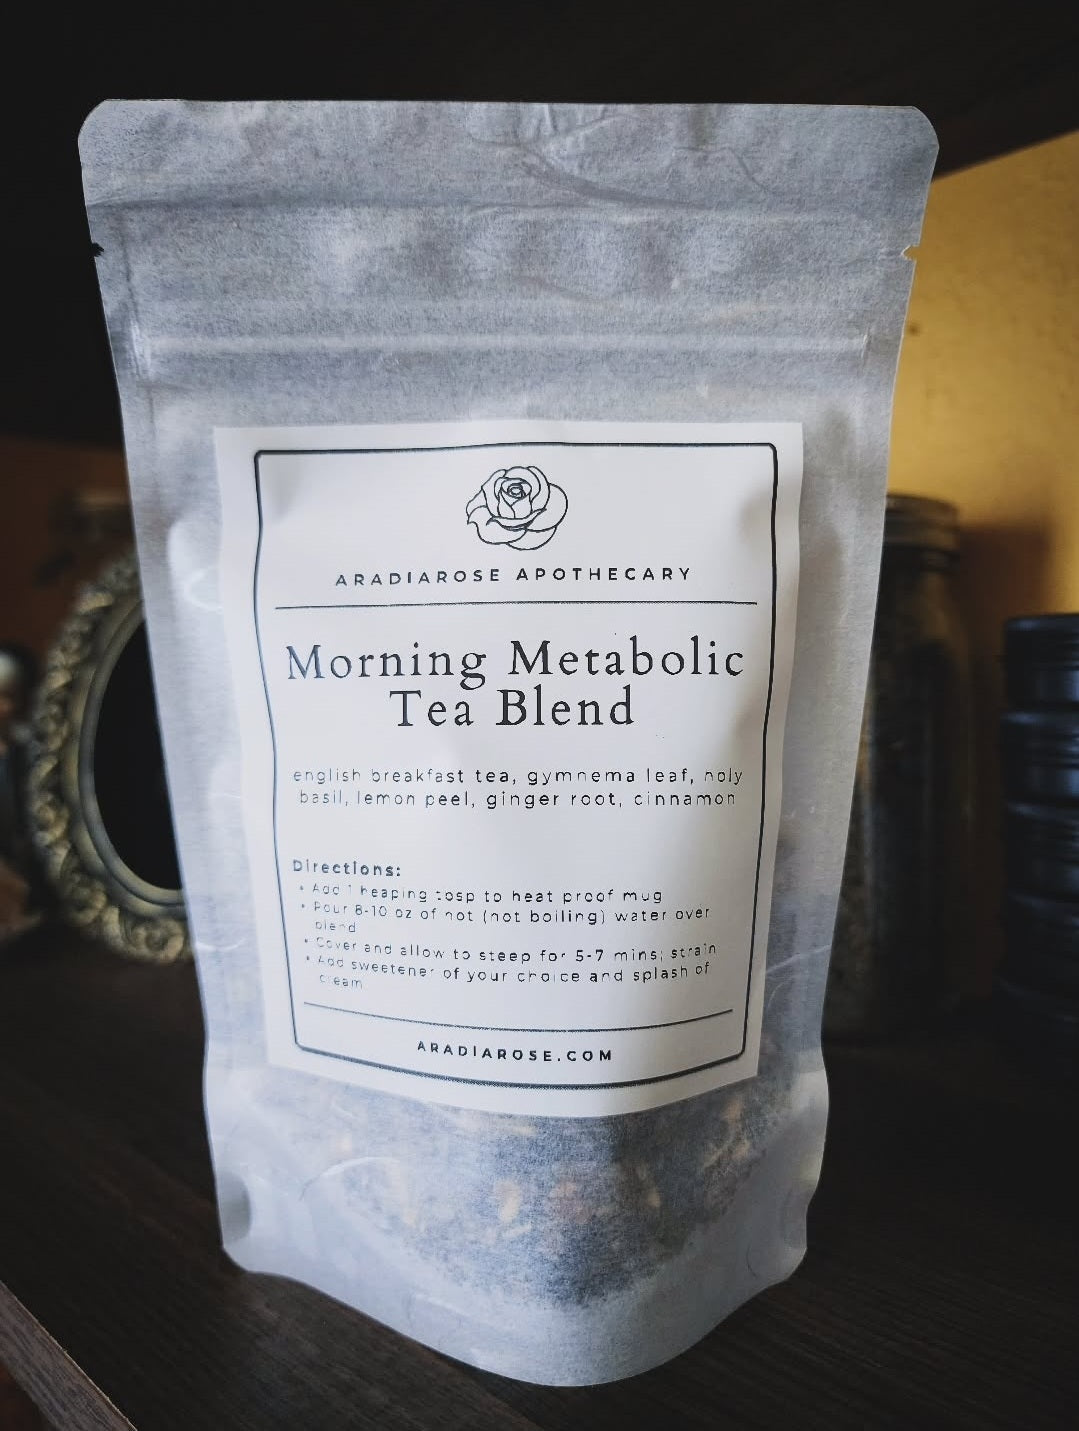 ARADIAROSE APOTHECARY
Morning Metabolic
Tea Blend
english breakfast tea, gymnema leaf, holy
basil, lemon peel, ginger root, cinnamon
Directions:
• Add 1 heaping tbsp to heat proof mug
• Pour 8-10 oz of hot (not boiling) water over
blend
• Cover and allow to steep for 5-7 mins; strain
• Add sweetener of your choice and splash of
cream
ARADIAROSE.COM